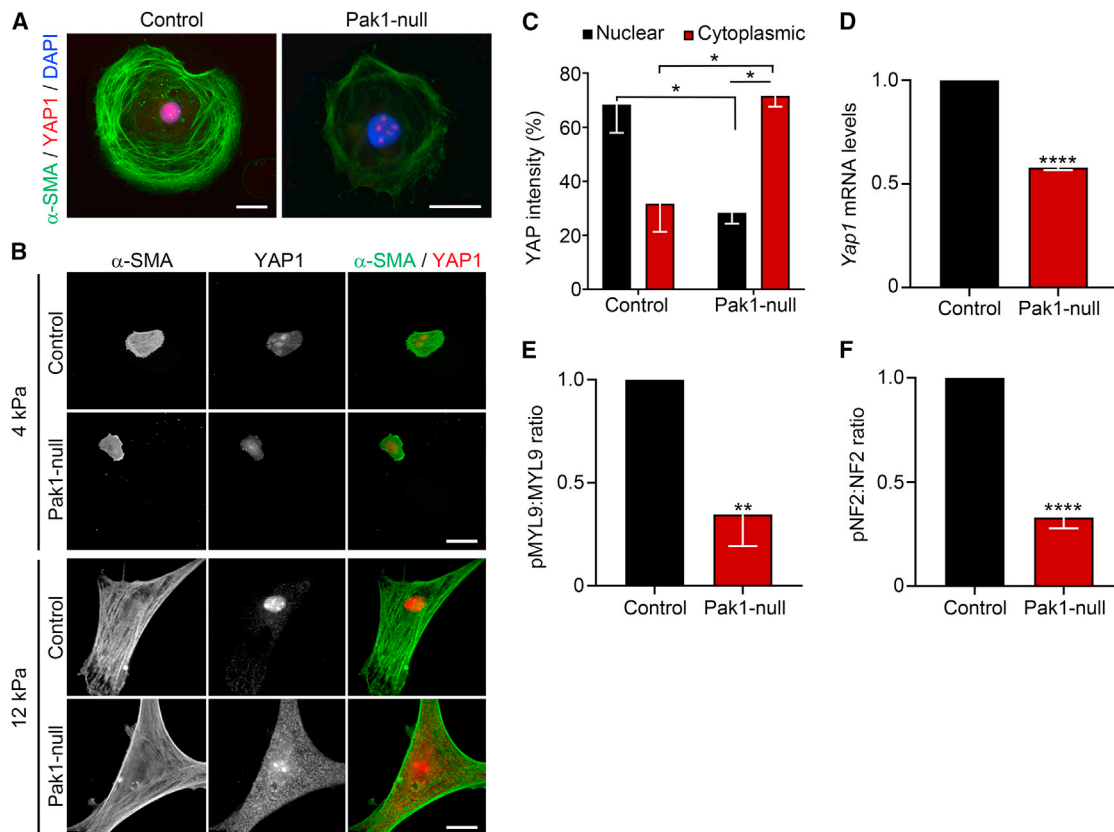 A
Control
Pak1-null
α-SMA / YAP1 / DAPI
B
α-SMA
YAP1
α-SMA / YAP1
4 kPa
Control
Pak1-null
12 kPa
Control
Pak1-null
C
Nuclear
Cytoplasmic
*
*
*
YAP intensity (%)
80
60
40
20
0
Control
Pak1-null
D
Yap1 mRNA levels
1.0
0.5
0
****
Control
Pak1-null
E
pMYL9:MYL9 ratio
1.0
0.5
0
**
Control
Pak1-null
F
pNF2:NF2 ratio
1.0
0.5
0
****
Control
Pak1-null